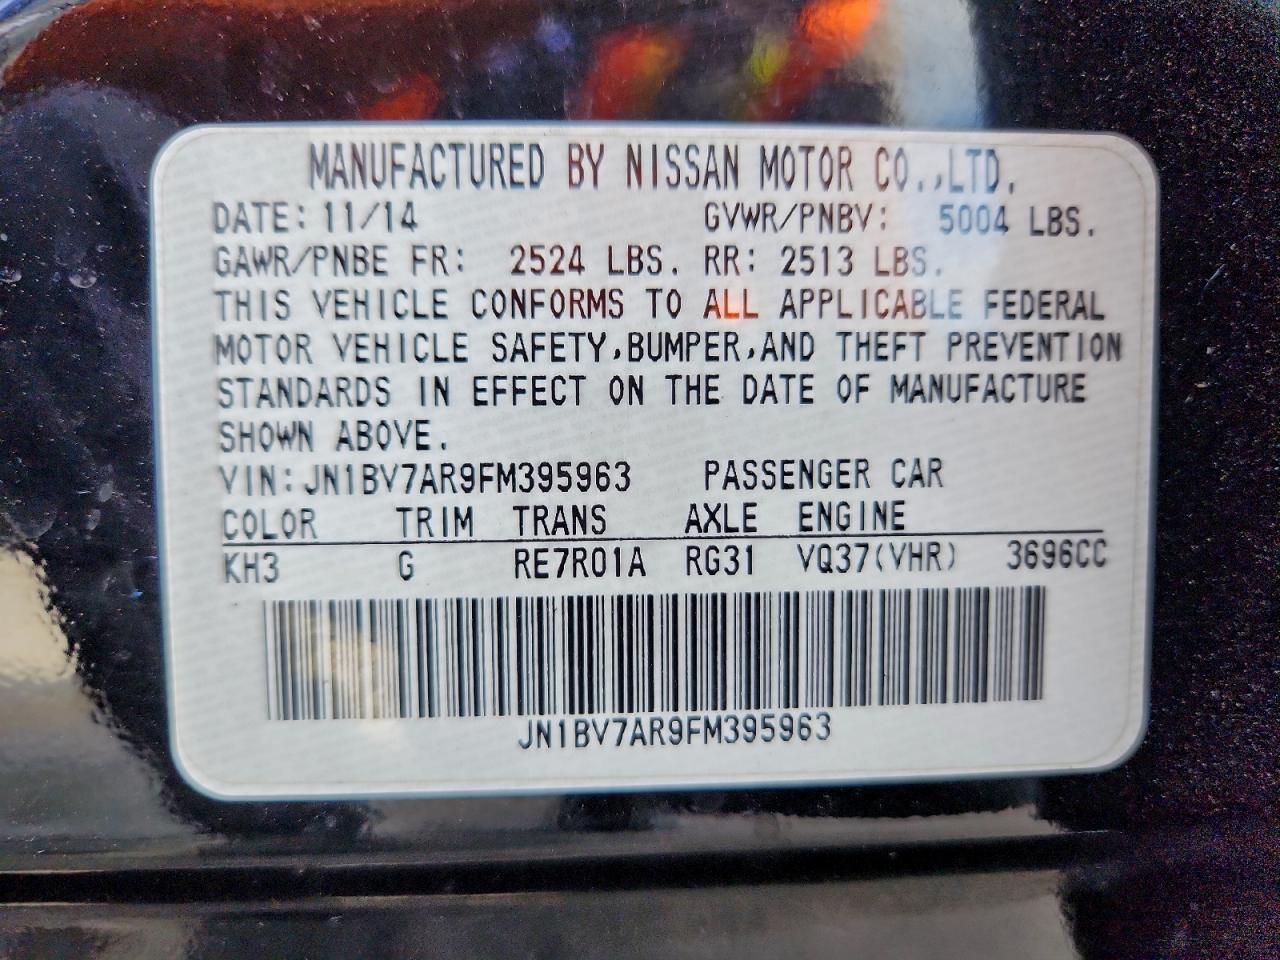 MANUFACTURED BY NISSAN MOTOR CO.,LTD.
DATE: 11/14 GVWR/PNBV: 5004 LBS.
GAWR/PNBE FR: 2524 LBS. RR: 2513 LBS.
THIS VEHICLE CONFORMS TO ALL APPLICABLE FEDERAL
MOTOR VEHICLE SAFETY,BUMPER,AND THEFT PREVENTION
STANDARDS IN EFFECT ON THE DATE OF MANUFACTURE
SHOWN ABOVE.
VIN:JN1BV7AR9FM395963 PASSENGER CAR
COLOR TRIM TRANS AXLE ENGINE
KH3 G RE7R01A RG31 VQ37(VHR) 3696CC
JN1BV7AR9FM395963